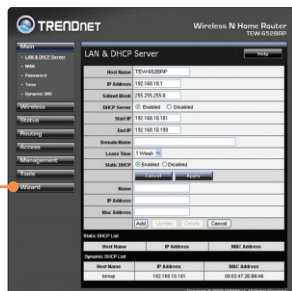 TRENDNET
Wireless N Home Router
TEW-652BRP
Main
LAN & DHCP Server
WAN
Password
Time
Dynamic DNS
Wireless
Status
Routing
Access
Management
Tools
Wizard
LAN & DHCP Server
Help
Host Name TEW-652BRP
IP Address 192.168.10.1
Subnet Mask 255.255.255.0
DHCP Server Enabled Disabled
Start IP 192.168.10.101
End IP 192.168.10.199
Domain Name
Lease Time 1 Week
Static DHCP Enabled Disabled
Cancel Apply
Name
IP Address
Mac Address
Add Update Delete Cancel
Static DHCP List
Host Name IP Address MAC Address
Dynamic DHCP List
Host Name IP Address MAC Address
192.168.10.101